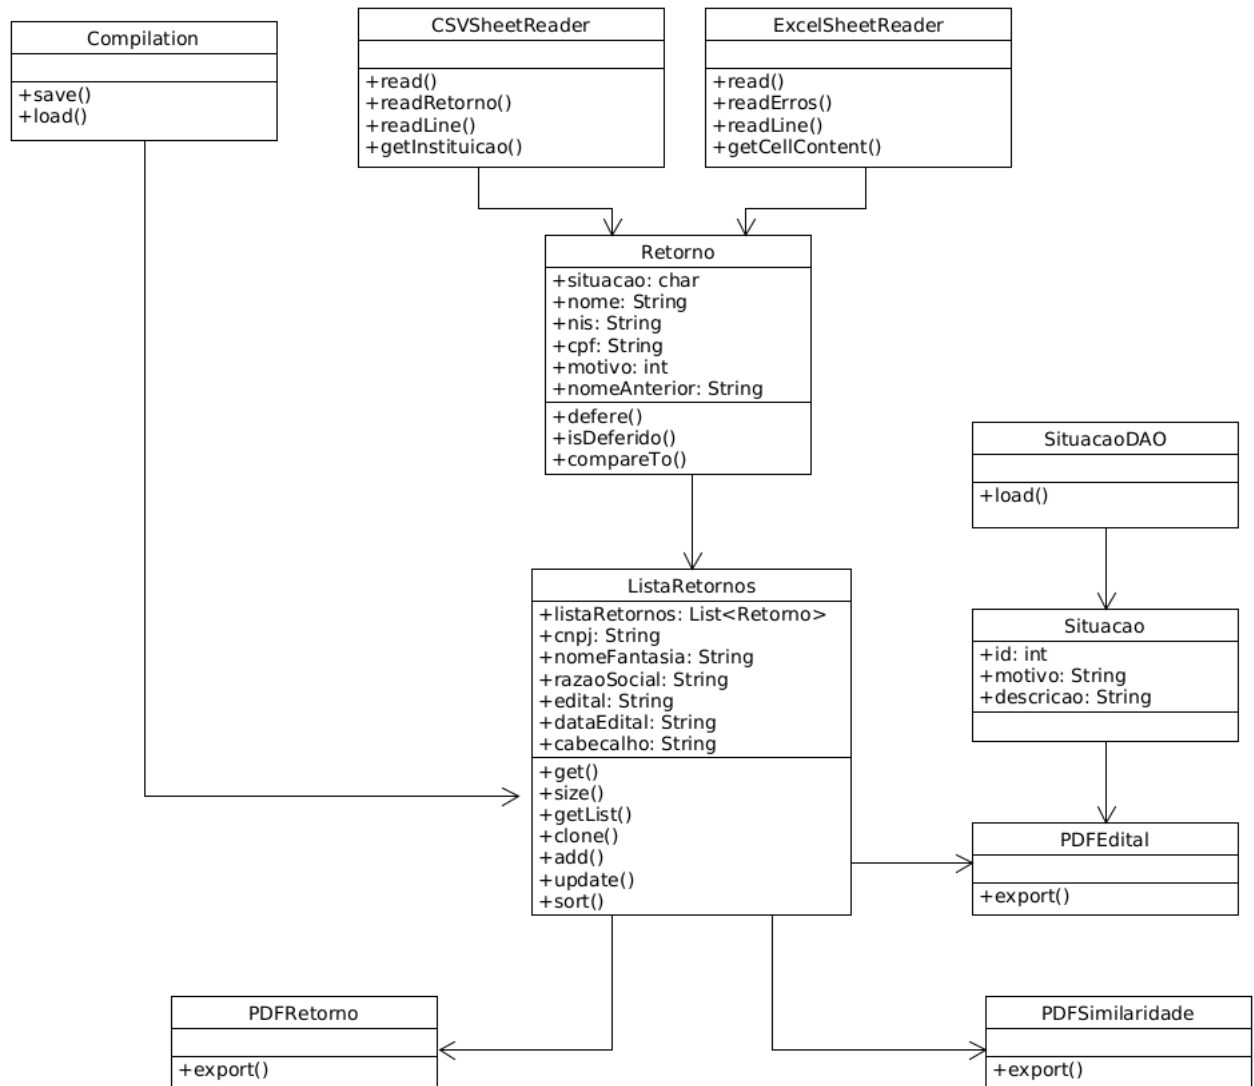 Compilation
+save()
+load()
CSVSheetReader
+read()
+readRetorno()
+readLine()
+getInstituicao()
ExcelSheetReader
+read()
+readErros()
+readLine()
+getCellContent()
Retorno
+situacao: char
+nome: String
+nis: String
+cpf: String
+motivo: int
+nomeAnterior: String
+defere()
+isDeferido()
+compareTo()
SituacaoDAO
+load()
ListaRetornos
+listaRetornos: List<Retorno>
+cnpj: String
+nomeFantasia: String
+razaoSocial: String
+edital: String
+dataEdital: String
+cabecalho: String
+get()
+size()
+getList()
+clone()
+add()
+update()
+sort()
Situacao
+id: int
+motivo: String
+descricao: String
PDFEdital
+export()
PDFRetorno
+export()
PDFSimilaridade
+export()